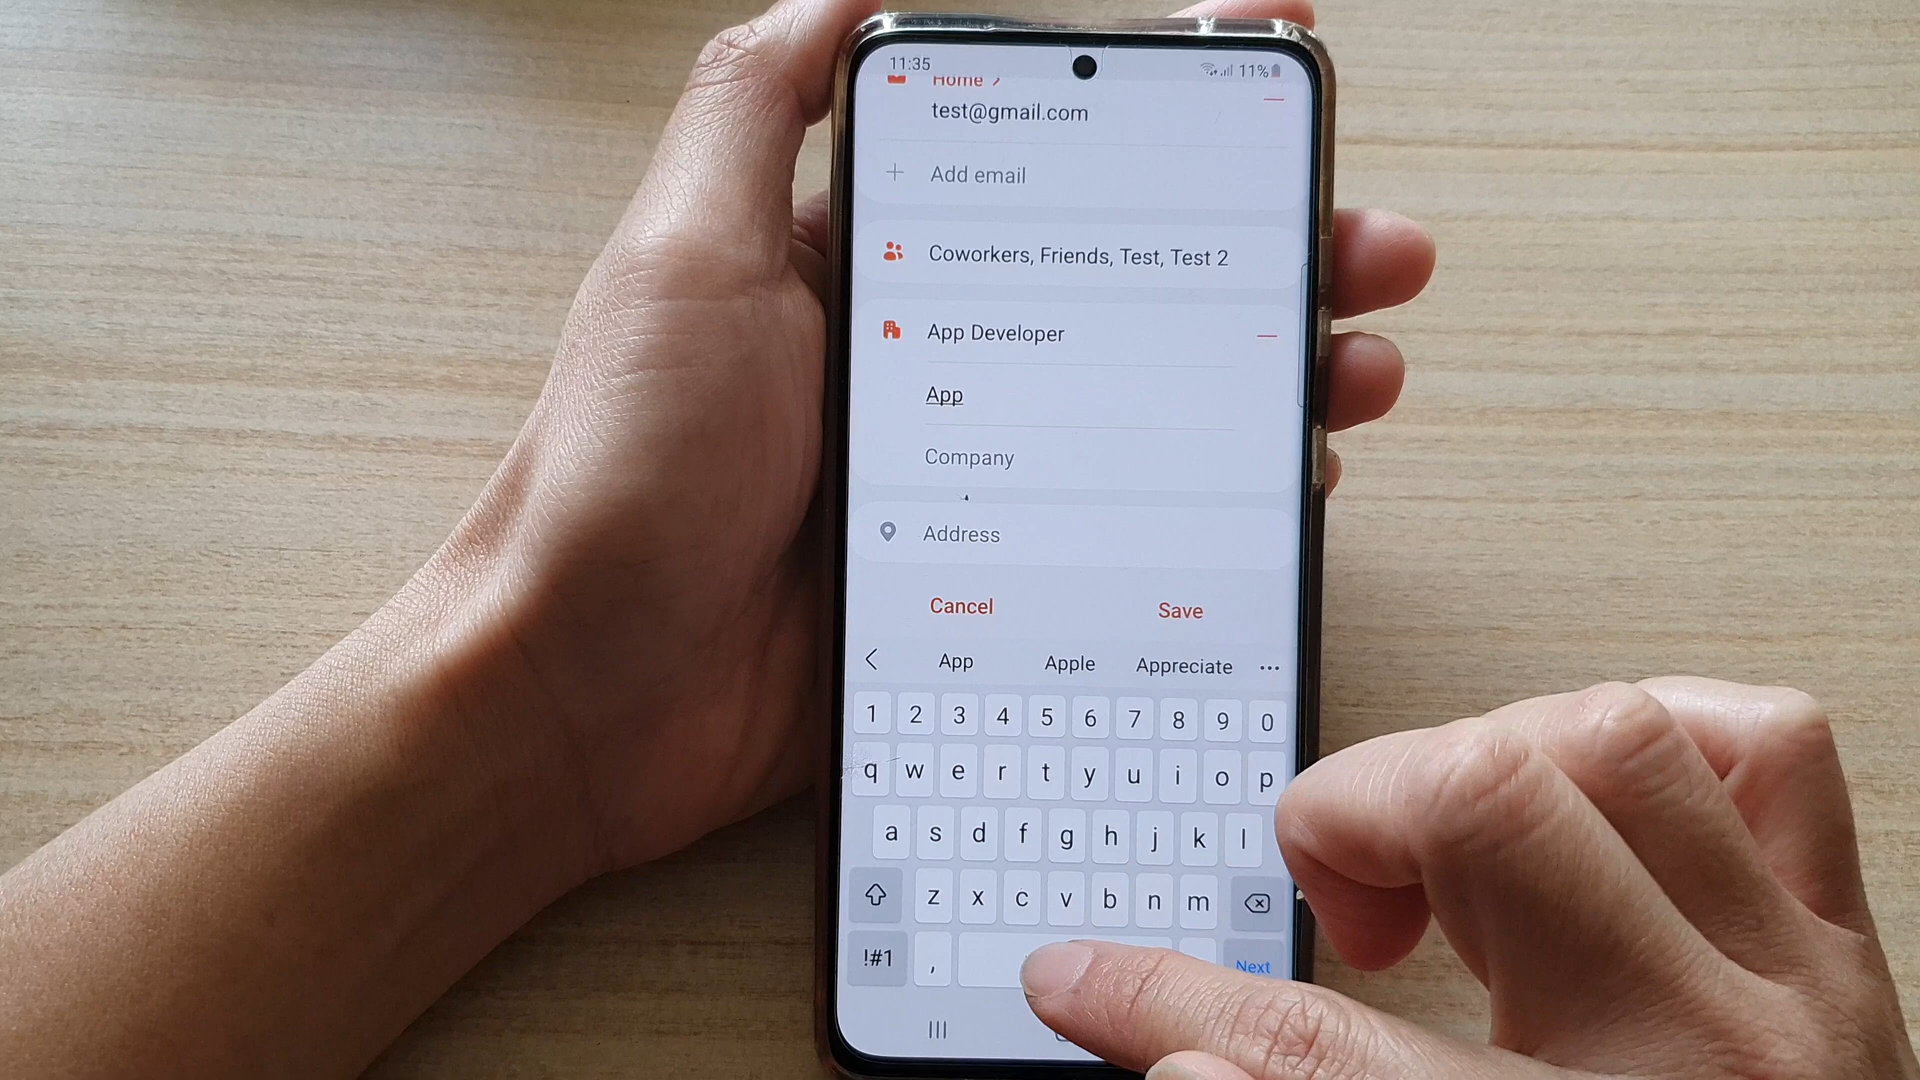 11:35
11%
Home >
test@gmail.com
+ Add email
Coworkers, Friends, Test, Test 2
App Developer
App
Company
Address
Cancel Save
< App Apple Appreciate ...
1 2 3 4 5 6 7 8 9 0
q w e r t y u i o p
a s d f g h j k l
z x c v b n m
!#1 , Next